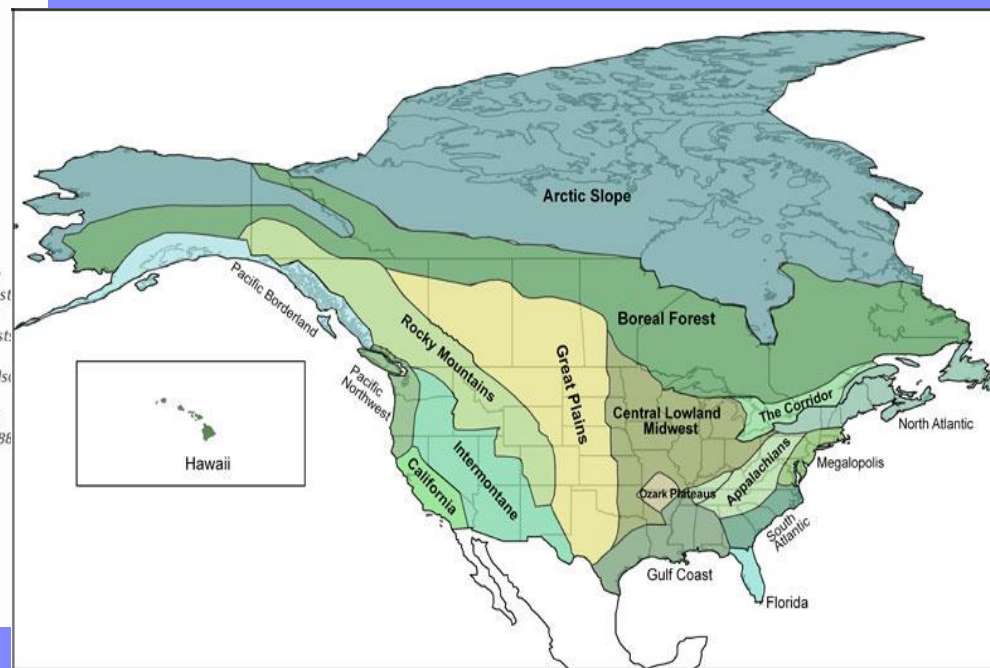 Arctic Slope
Pacific Borderland
Boreal Forest
Rocky Mountains
Great Plains
Pacific
Northwest
Central Lowland
Midwest
The Corridor
North Atlantic
Intermontane
California
Appalachians
Megalopolis
Ozark Plateaus
South
Atlantic
Gulf Coast
Florida
Hawaii